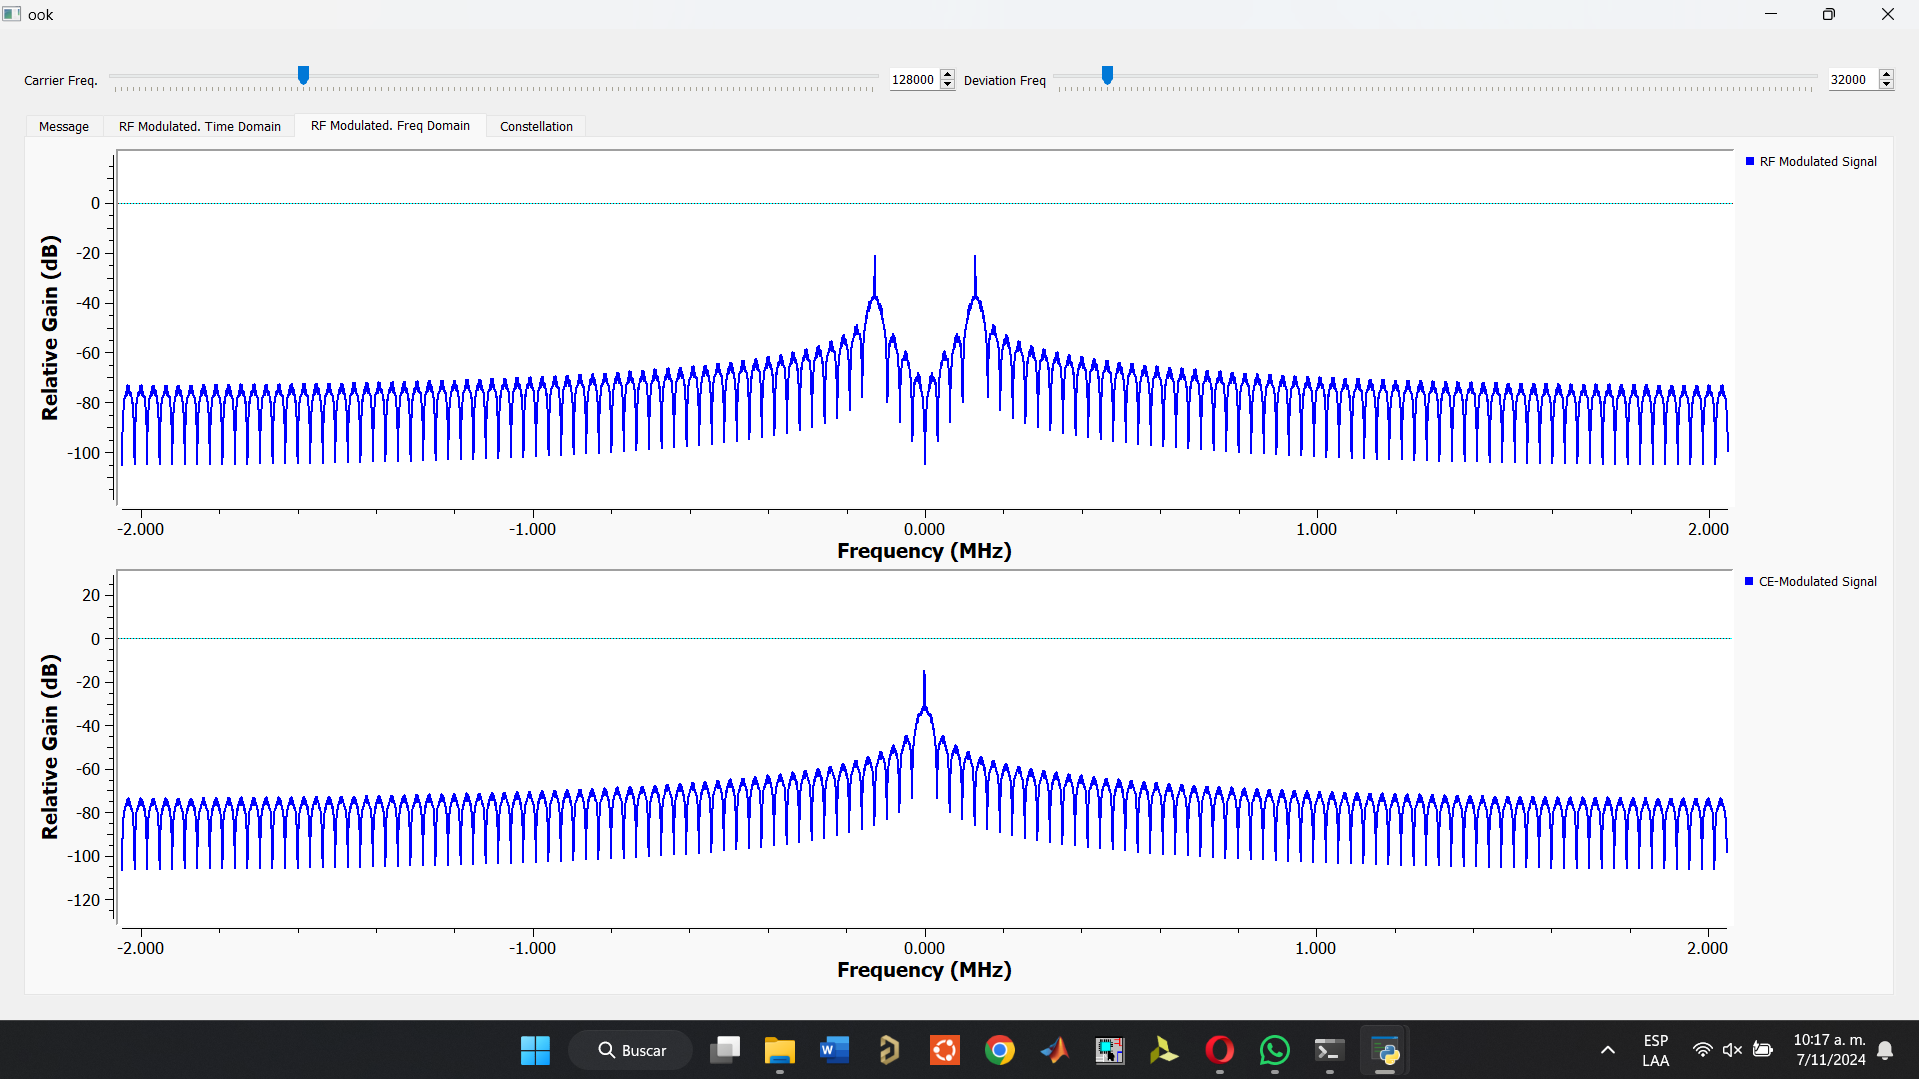 ook
Carrier Freq. 128000 Deviation Freq 32000
Message RF Modulated. Time Domain RF Modulated. Freq Domain Constellation
RF Modulated Signal
Relative Gain (dB)
0
-20
-40
-60
-80
-100
-2.000 -1.000 0.000 1.000 2.000
Frequency (MHz)
CE-Modulated Signal
Relative Gain (dB)
20
0
-20
-40
-60
-80
-100
-120
-2.000 -1.000 0.000 1.000 2.000
Frequency (MHz)
Buscar
ESP
LAA
10:17 a. m.
7/11/2024